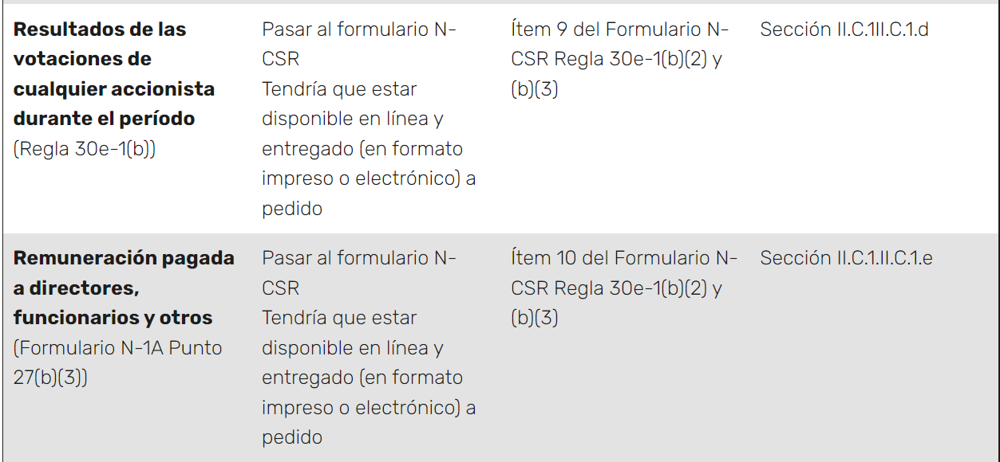 Resultados de las
votaciones de
cualquier accionista
durante el período
(Regla 30e-1(b))
Pasar al formulario N-
CSR
Tendría que estar
disponible en línea y
entregado (en formato
impreso o electrónico) a
pedido
Ítem 9 del Formulario N-
CSR Regla 30e-1(b)(2) y
(b)(3)
Sección II.C.1II.C.1.d
Remuneración pagada
a directores,
funcionarios y otros
(Formulario N-1A Punto
27(b)(3))
Pasar al formulario N-
CSR
Tendría que estar
disponible en línea y
entregado (en formato
impreso o electrónico) a
pedido
Ítem 10 del Formulario N-
CSR Regla 30e-1(b)(2) y
(b)(3)
Sección II.C.1.II.C.1.e